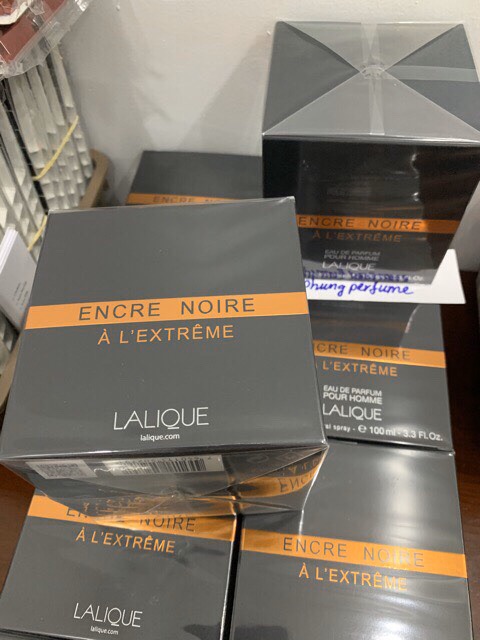 ENCRE NOIRE
À L'EXTRÊME
EAU DE PARFUM
POUR HOMME
LALIQUE
Phung perfume
ENCRE NOIRE
À L'EXTRÊME
LALIQUE
lalique.com
ENCRE NOIRE
L'EXTRÊME
EAU DE PARFUM
POUR HOMME
LALIQUE
spray - e 100 ml - 3.3 Fl.Oz.
ENCRE NOIRE
À L'EXTRÊME
LALIQUE
lalique.com
ENCRE NOIRE
À L'EXTRÊME